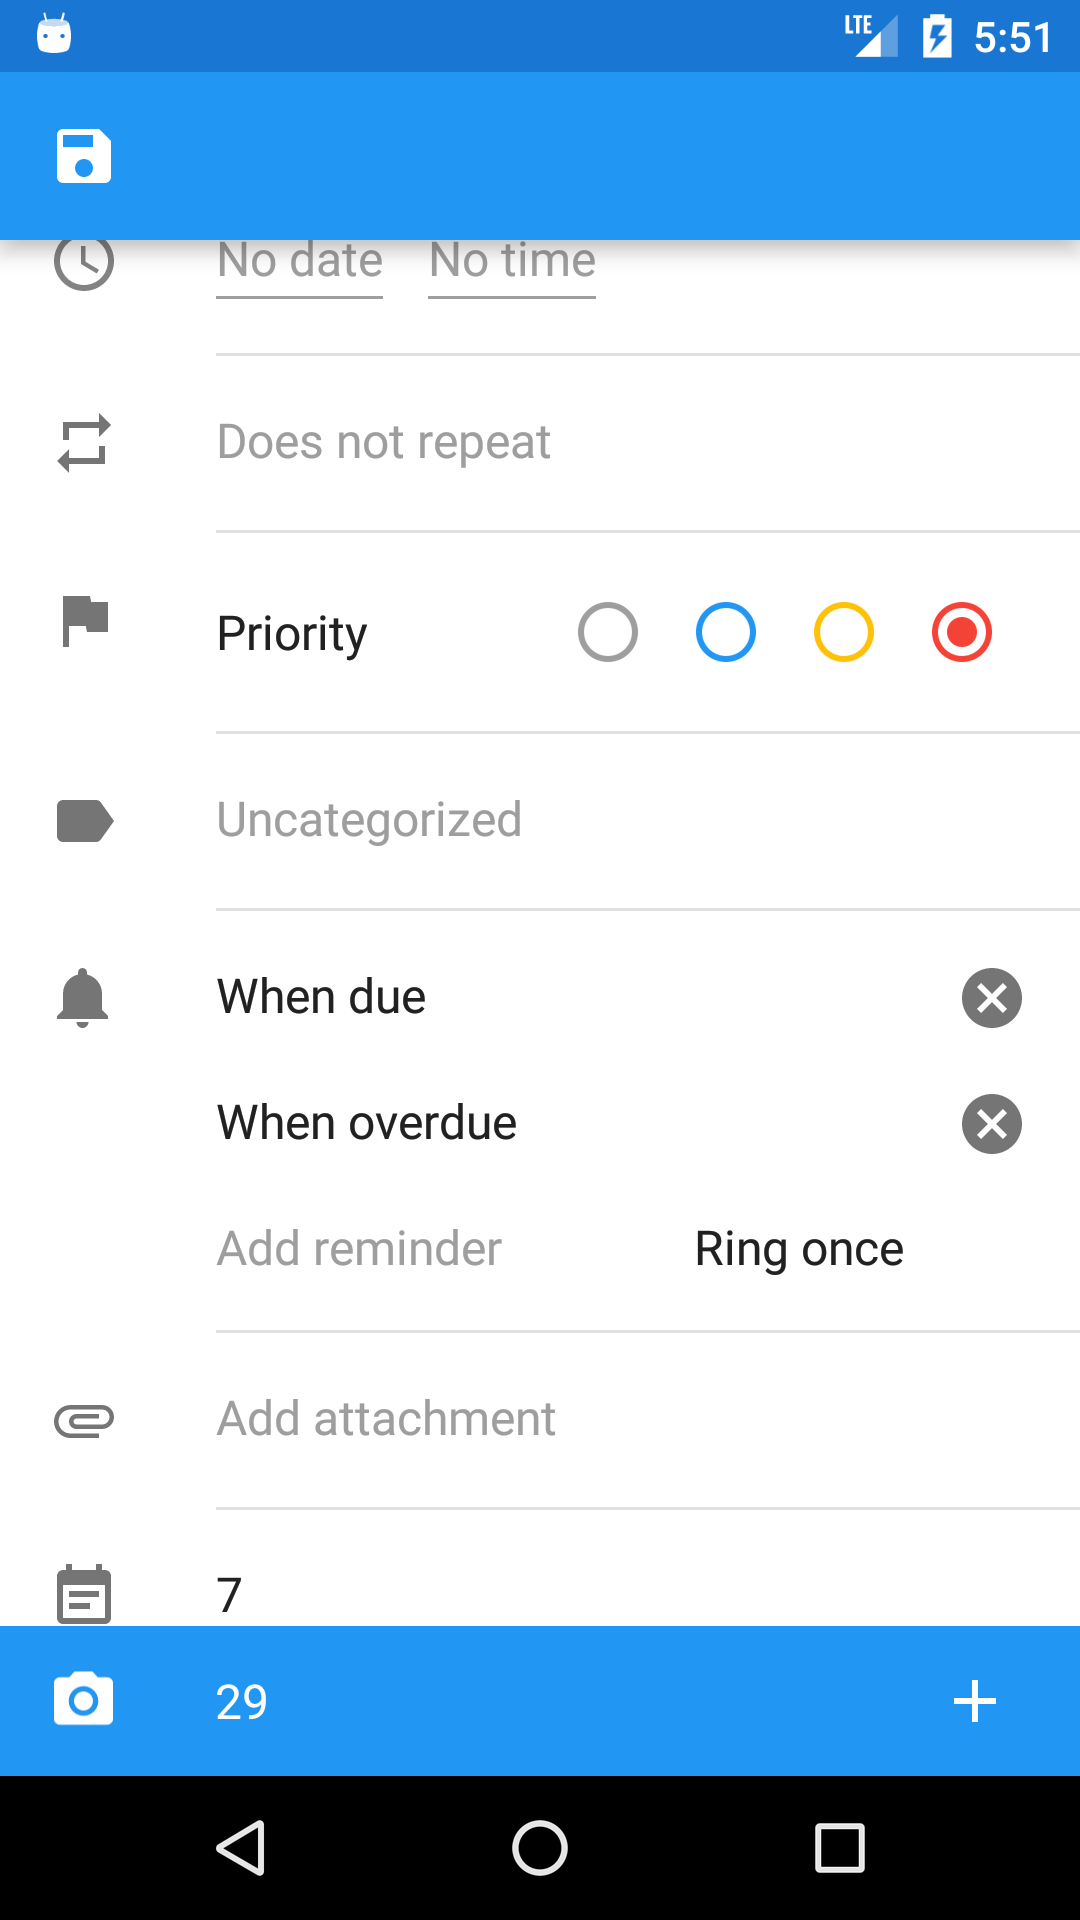 LTE 5:51
No date No time
Does not repeat
Priority
Uncategorized
When due
When overdue
Add reminder Ring once
Add attachment
7
29